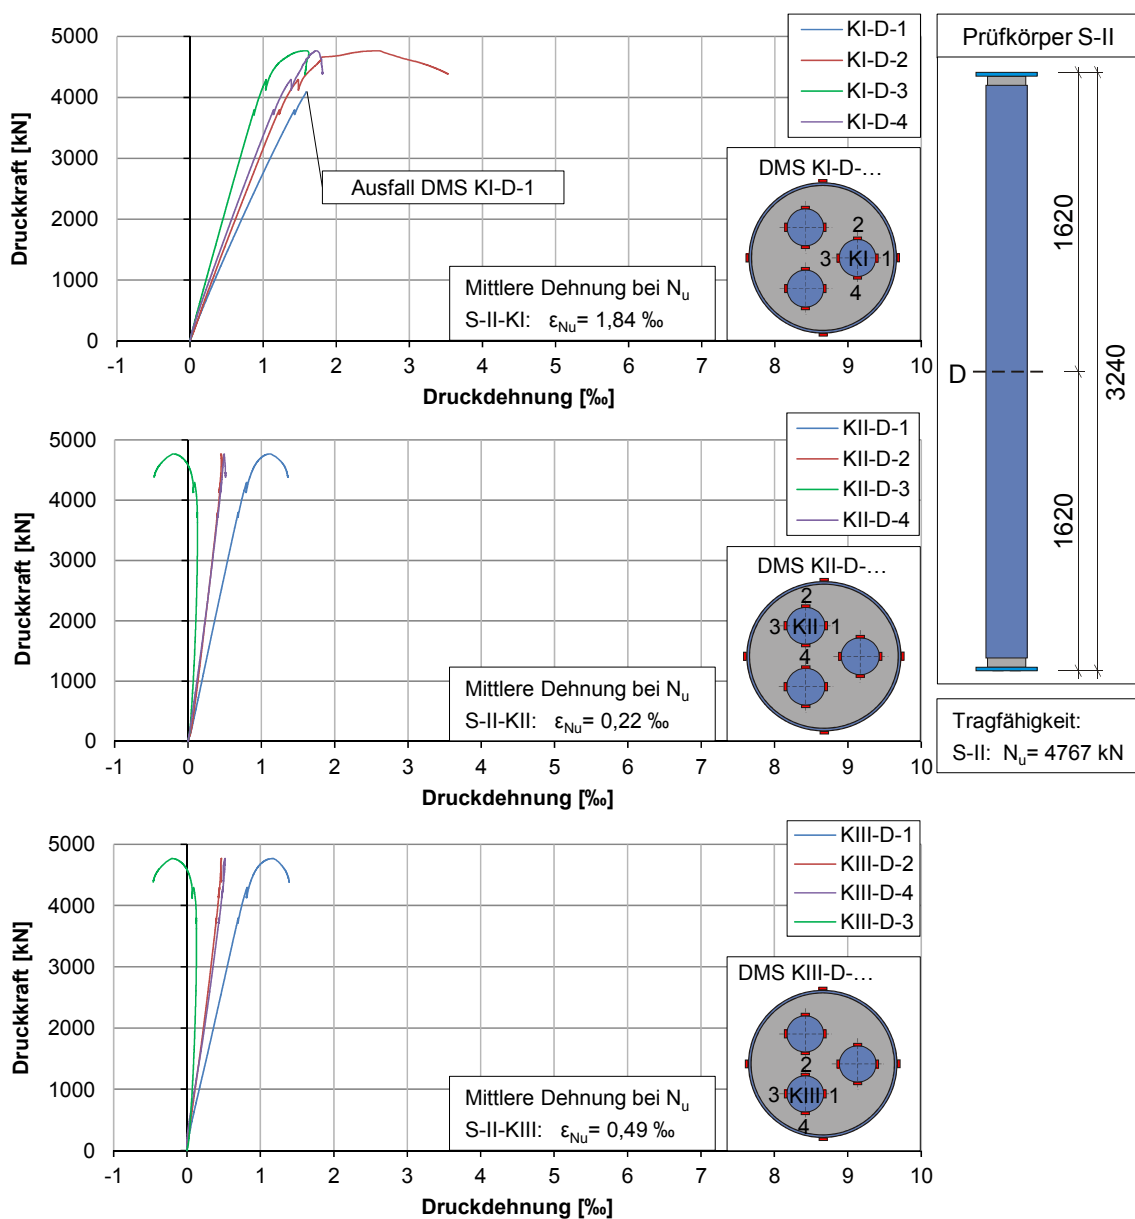 5000
4000
3000
2000
1000
0
Druckkraft [kN]
-1 0 1 2 3 4 5 6 7 8 9 10
Druckdehnung [‰]
Ausfall DMS KI-D-1
Mittlere Dehnung bei Nu
S-II-KI: εNu= 1,84 ‰
KI-D-1
KI-D-2
KI-D-3
KI-D-4
DMS KI-D-…
2
3 KI 1
4
5000
4000
3000
2000
1000
0
Druckkraft [kN]
-1 0 1 2 3 4 5 6 7 8 9 10
Druckdehnung [‰]
Mittlere Dehnung bei Nu
S-II-KII: εNu= 0,22 ‰
KII-D-1
KII-D-2
KII-D-3
KII-D-4
DMS KII-D-…
2
3 KII 1
4
5000
4000
3000
2000
1000
0
Druckkraft [kN]
-1 0 1 2 3 4 5 6 7 8 9 10
Druckdehnung [‰]
Mittlere Dehnung bei Nu
S-II-KIII: εNu= 0,49 ‰
KIII-D-1
KIII-D-2
KIII-D-4
KIII-D-3
DMS KIII-D-…
2
3 KIII 1
4
Prüfkörper S-II
1620
D
3240
1620
Tragfähigkeit:
S-II: Nu= 4767 kN